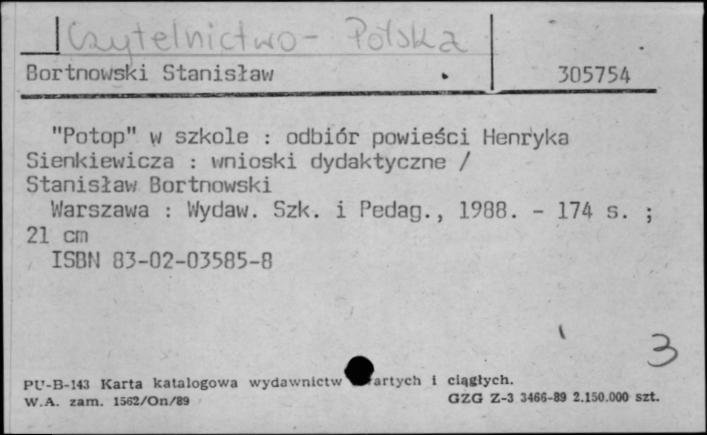 Czytelnictwo - Polska
Bortnowski Stanisław 305754
"Potop" w szkole : odbiór powieści Henryka
Sienkiewicza : wnioski dydaktyczne /
Stanisław Bortnowski
Warszawa : Wydaw. Szk. i Pedag., 1988. - 174 s. ;
21 cm
ISBN 83-02-03585-8
3
PU-B-143 Karta katalogowa wydawnictw artych i ciągłych.
W.A. zam. 1562/On/89 GZG Z-3 3466-89 2.150.000 szt.